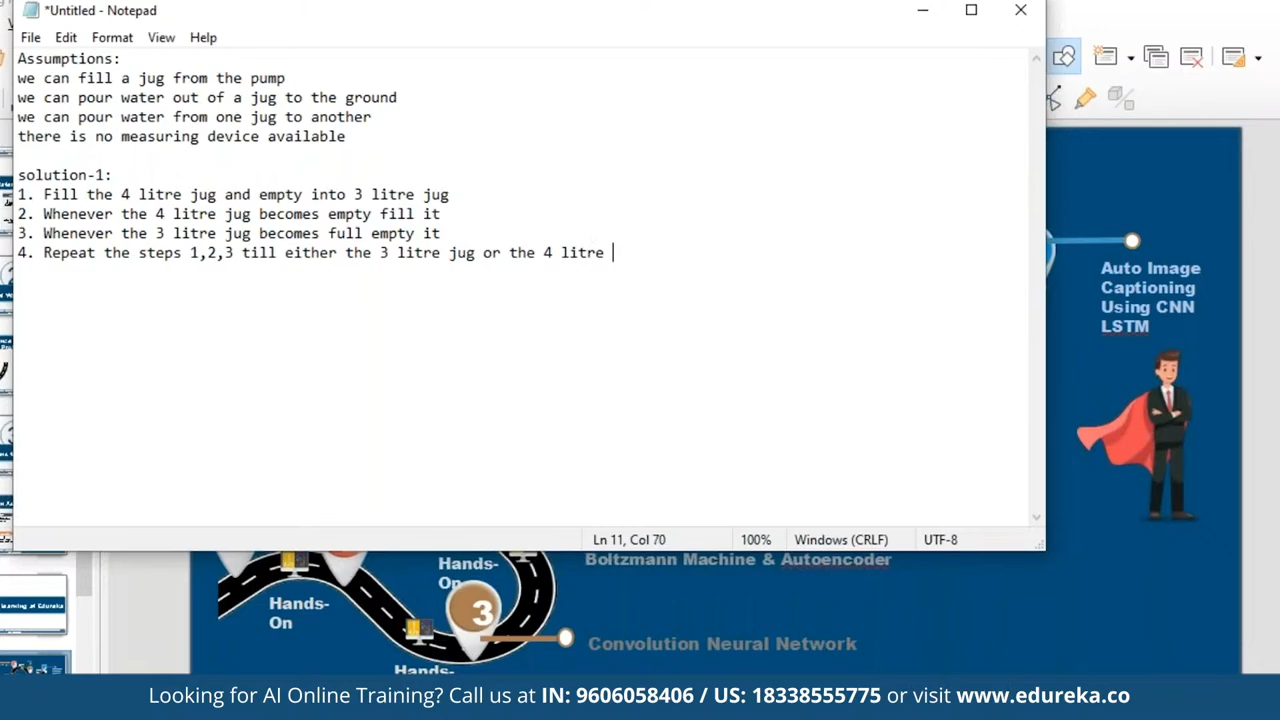 *Untitled - Notepad
File Edit Format View Help
Assumptions:
we can fill a jug from the pump
we can pour water out of a jug to the ground
we can pour water from one jug to another
there is no measuring device available
solution-1:
1. Fill the 4 litre jug and empty into 3 litre jug
2. Whenever the 4 litre jug becomes empty fill it
3. Whenever the 3 litre jug becomes full empty it
4. Repeat the steps 1,2,3 till either the 3 litre jug or the 4 litre
Ln 11, Col 70
100%
Windows (CRLF)
UTF-8
Auto Image
Captioning
Using CNN
LSTM
Hands-
On
Boltzmann Machine & Autoencoder
Hands-
On
3
Convolution Neural Network
Hands-
Looking for AI Online Training? Call us at IN: 9606058406 / US: 18338555775 or visit www.edureka.co